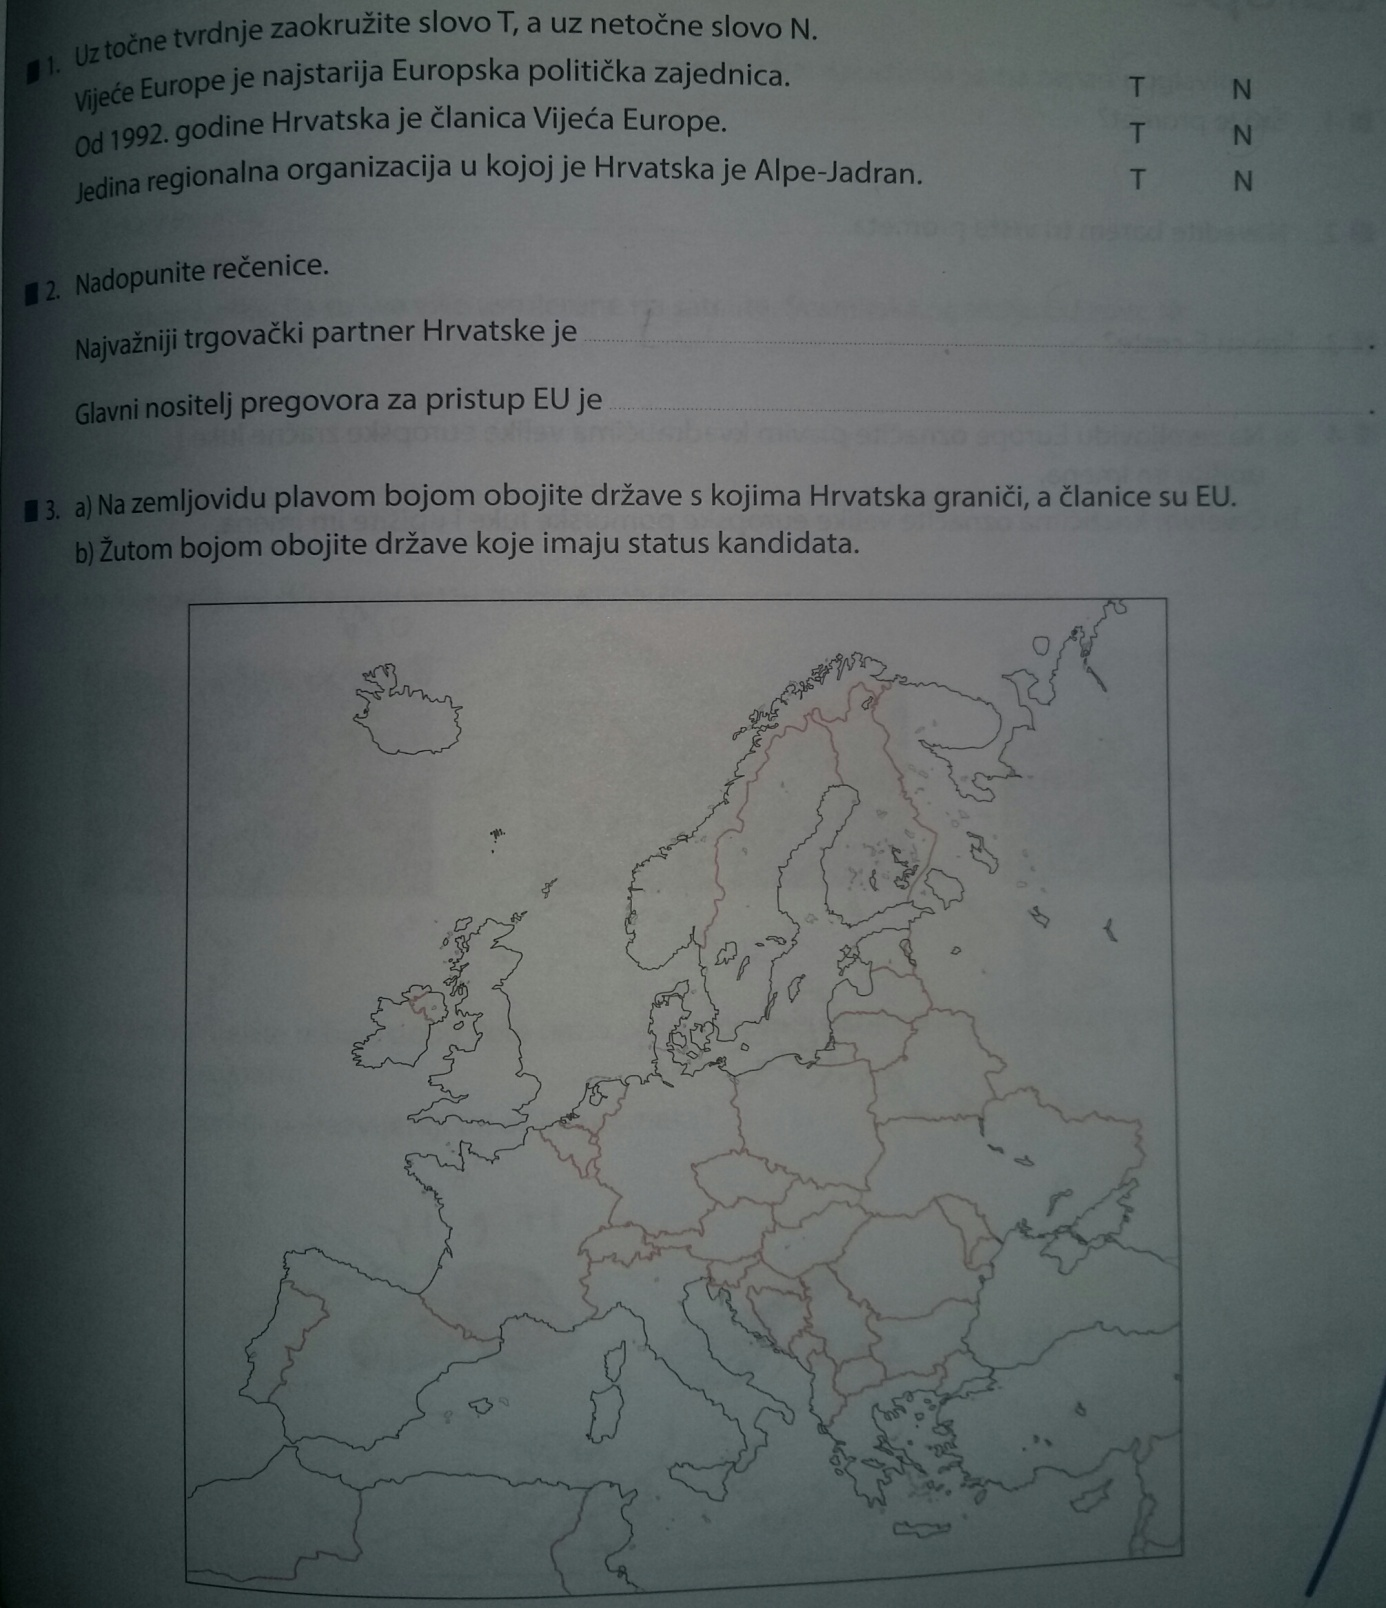 1. Uz točne tvrdnje zaokružite slovo T, a uz netočne slovo N.
Vijeće Europe je najstarija Europska politička zajednica. T N
Od 1992. godine Hrvatska je članica Vijeća Europe. T N
Jedina regionalna organizacija u kojoj je Hrvatska je Alpe-Jadran. T N
2. Nadopunite rečenice.
Najvažniji trgovački partner Hrvatske je .
Glavni nositelj pregovora za pristup EU je .
3. a) Na zemljovidu plavom bojom obojite države s kojima Hrvatska graniči, a članice su EU.
b) Žutom bojom obojite države koje imaju status kandidata.